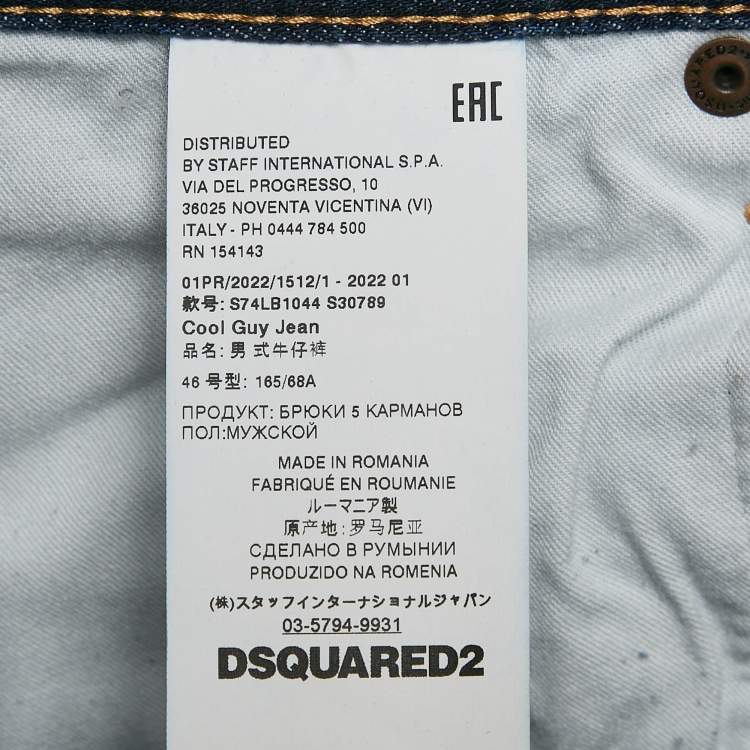 EAC
DISTRIBUTED
BY STAFF INTERNATIONAL S.P.A.
VIA DEL PROGRESSO, 10
36025 NOVENTA VICENTINA (VI)
ITALY - PH 0444 784 500
RN 154143
01PR/2022/1512/1 - 2022 01
款号: S74LB1044 S30789
Cool Guy Jean
品名: 男 式牛仔裤
46 号型: 165/68A
ПРОДУКТ: БРЮКИ 5 КАРМАНОВ
ПОЛ:МУЖСКОЙ
MADE IN ROMANIA
FABRIQUÉ EN ROUMANIE
ルーマニア製
原产地:罗马尼亚
СДЕЛАНО В РУМЫНИИ
PRODUZIDO NA ROMENIA
(株)スタッフインターナショナルジャパン
03-5794-9931
DSQUARED2